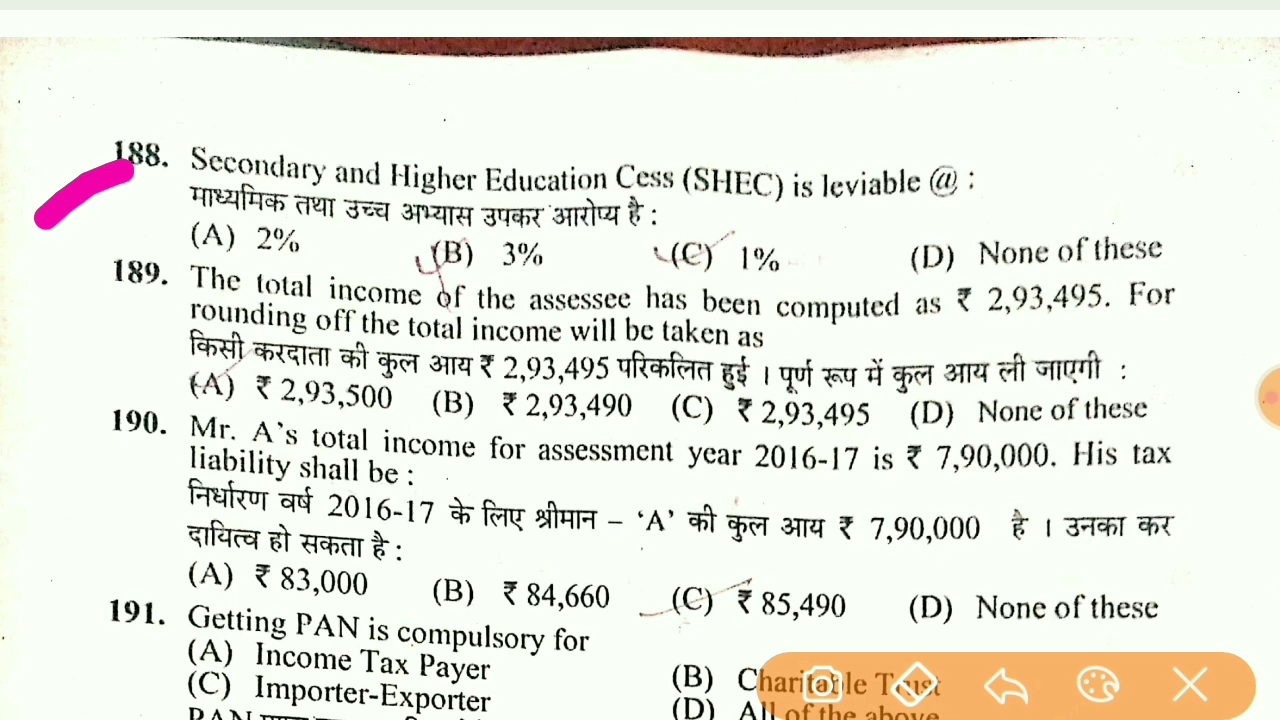 188. Secondary and Higher Education Cess (SHEC) is leviable @ :
माध्यमिक तथा उच्च अभ्यास उपकर आरोप्य है :
(A) 2% (B) 3% (C) 1% (D) None of these
189. The total income of the assessee has been computed as ₹ 2,93,495. For
rounding off the total income will be taken as
किसी करदाता की कुल आय ₹ 2,93,495 परिकलित हुई । पूर्ण रूप में कुल आय ली जाएगी :
(A) ₹ 2,93,500 (B) ₹ 2,93,490 (C) ₹ 2,93,495 (D) None of these
190. Mr. A's total income for assessment year 2016-17 is ₹ 7,90,000. His tax
liability shall be :
निर्धारण वर्ष 2016-17 के लिए श्रीमान – ‘A’ की कुल आय ₹ 7,90,000 है । उनका कर
दायित्व हो सकता है :
(A) ₹ 83,000 (B) ₹ 84,660 (C) ₹ 85,490 (D) None of these
191. Getting PAN is compulsory for
(A) Income Tax Payer (B) Charitable Trust
(C) Importer-Exporter (D) All of the above